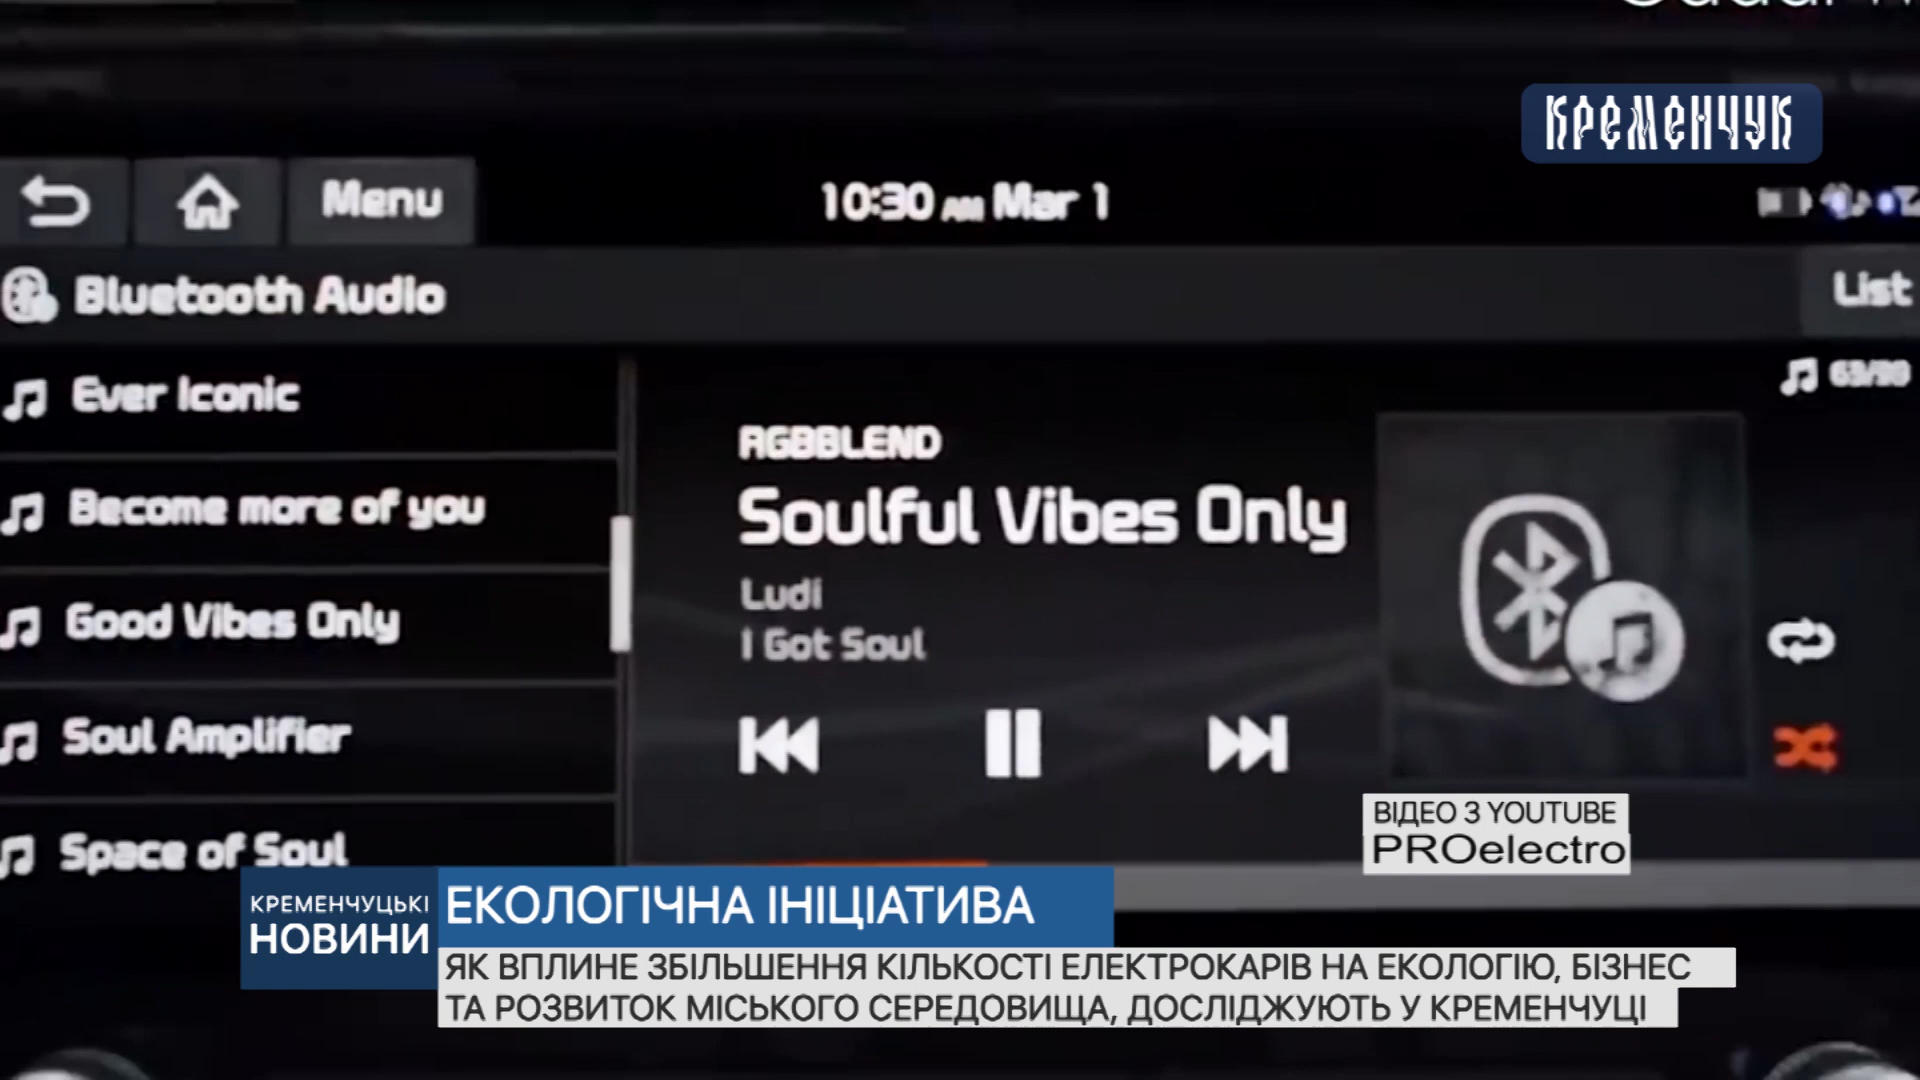 КРЕМЕНЧУК
Menu
10:30 AM Mar 1
Bluetooth Audio
List
Ever Iconic
63/98
Become more of you
RGBBLEND
Soulful Vibes Only
Good Vibes Only
Ludi
I Got Soul
Soul Amplifier
Space of Soul
ВІДЕО З YOUTUBE
PROelectro
КРЕМЕНЧУЦЬКІ
НОВИНИ
ЕКОЛОГІЧНА ІНІЦІАТИВА
ЯК ВПЛИНЕ ЗБІЛЬШЕННЯ КІЛЬКОСТІ ЕЛЕКТРОКАРІВ НА ЕКОЛОГІЮ, БІЗНЕС
ТА РОЗВИТОК МІСЬКОГО СЕРЕДОВИЩА, ДОСЛІДЖУЮТЬ У КРЕМЕНЧУЦІ